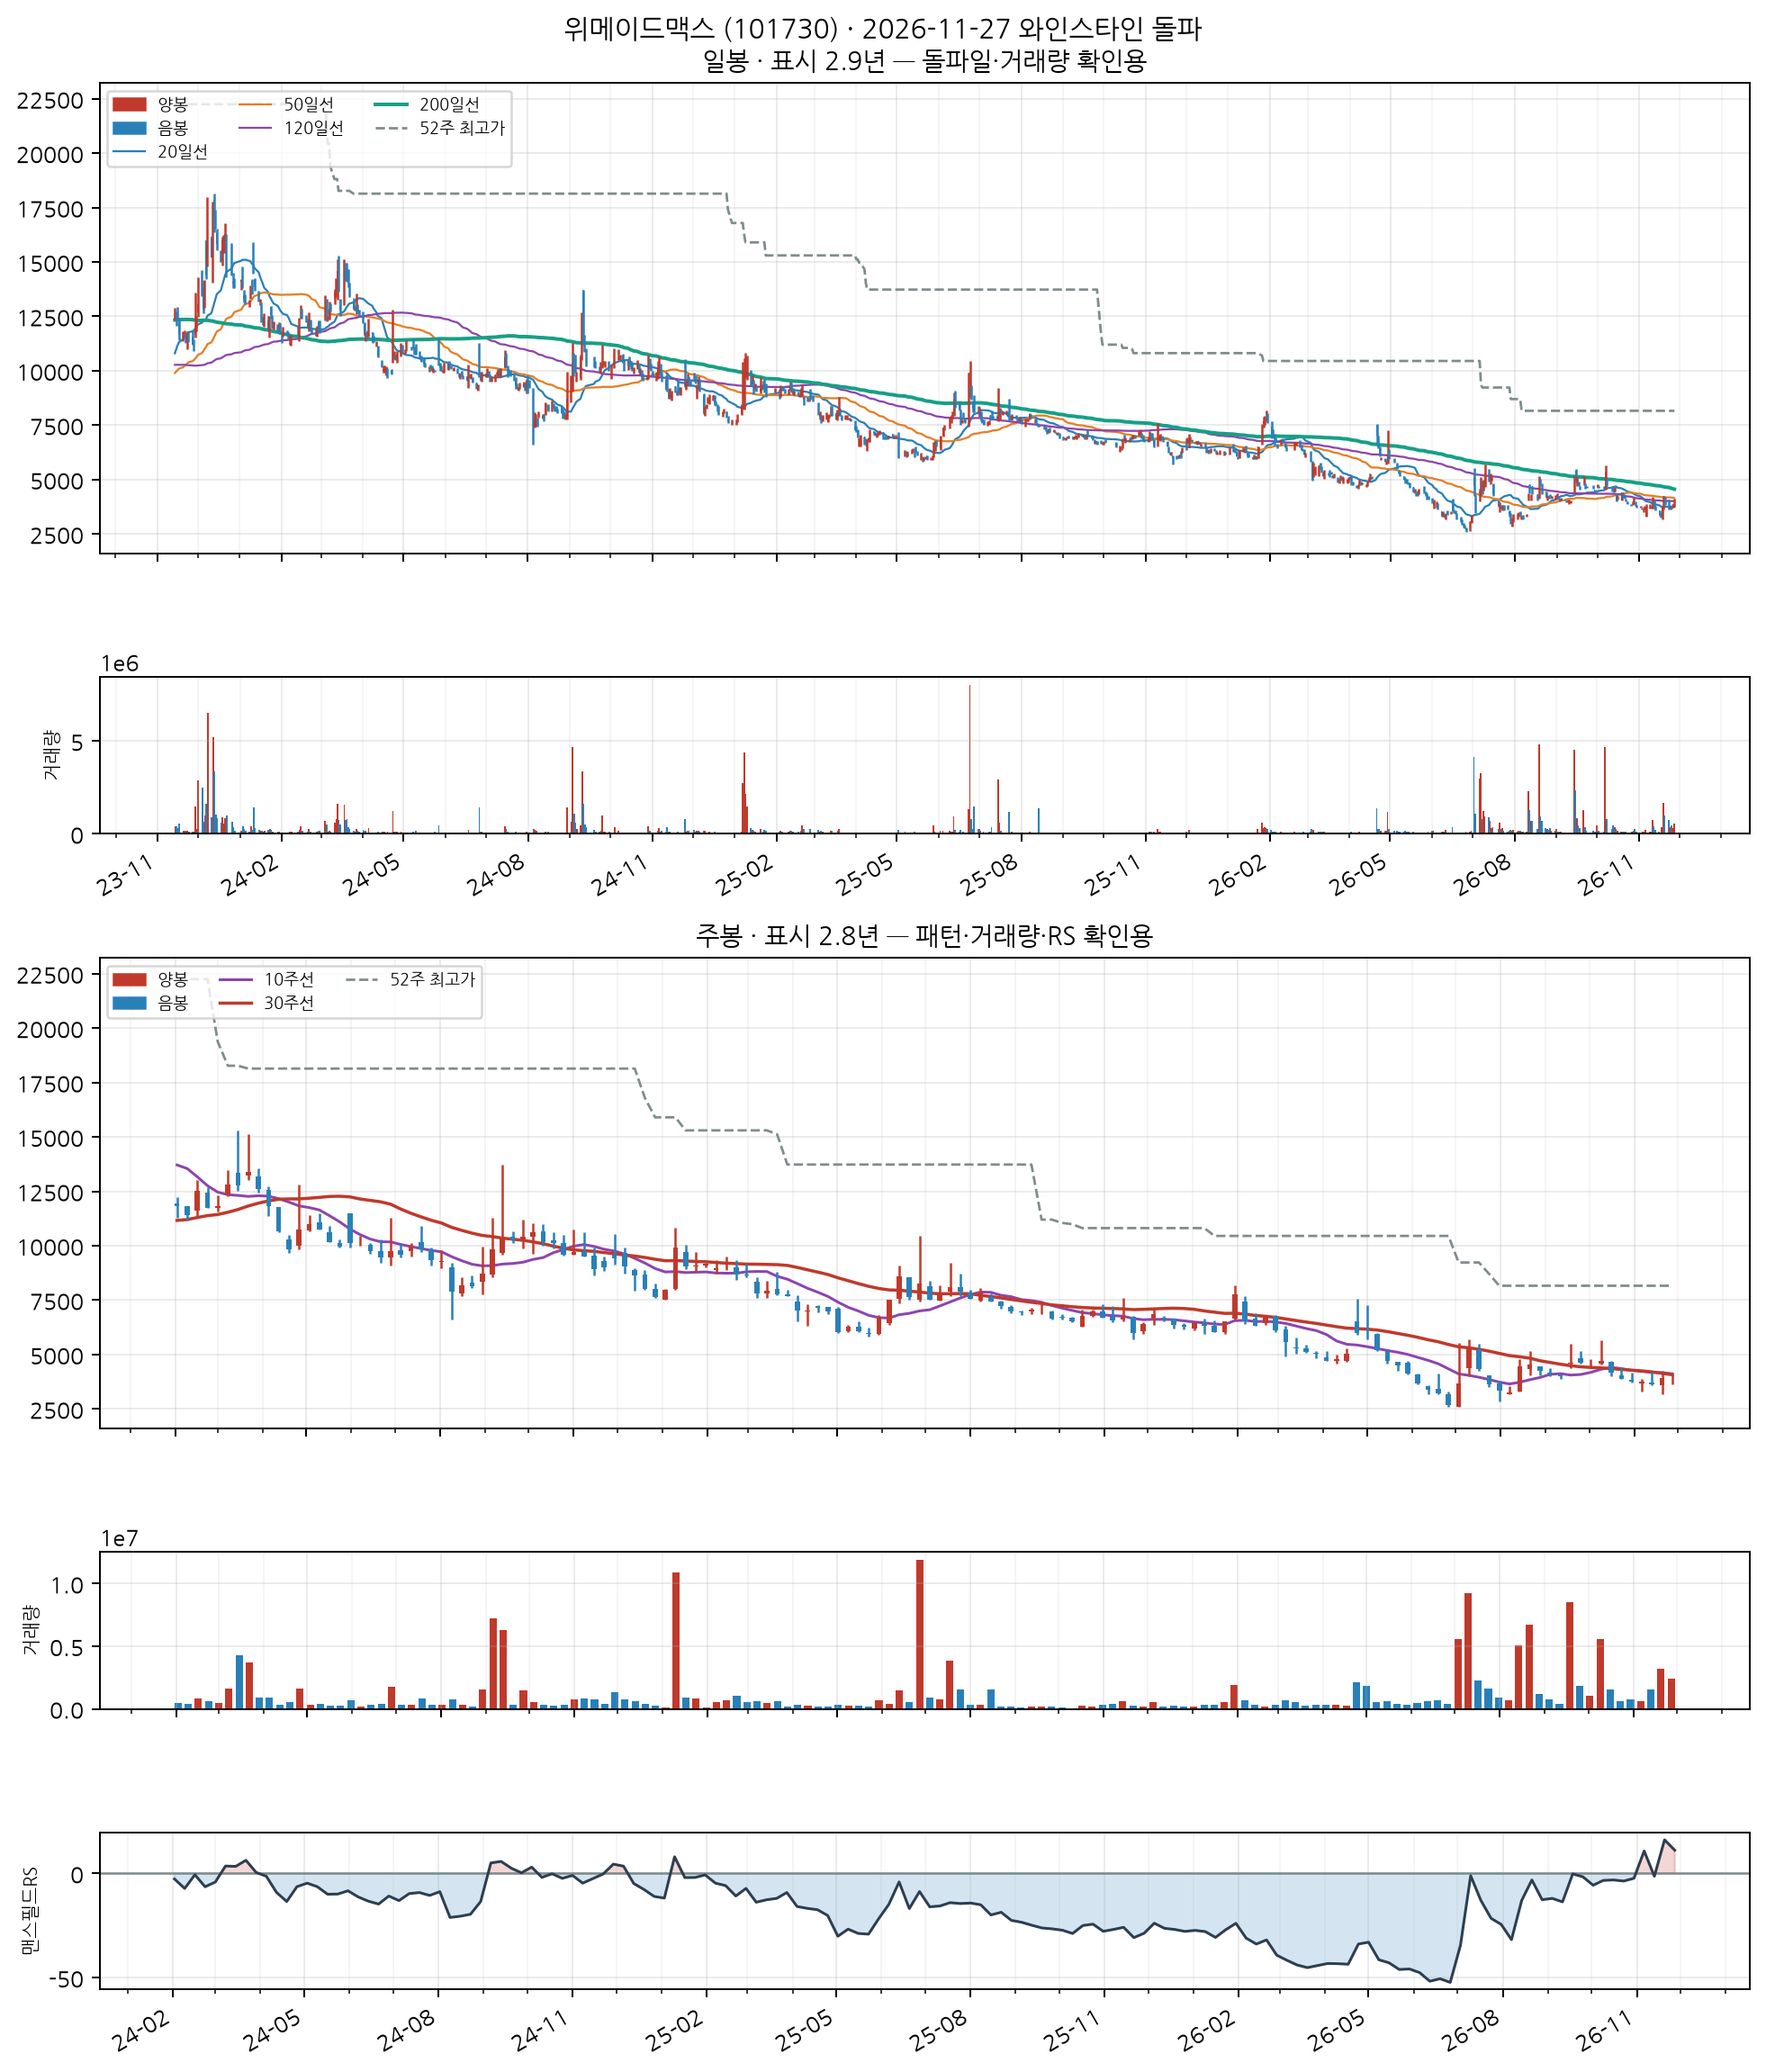 위메이드맥스 (101730) · 2026-11-27 와인스타인 돌파
일봉 · 표시 2.9년 — 돌파일·거래량 확인용
양봉 50일선 200일선
음봉 120일선 52주 최고가
20일선
22500
20000
17500
15000
12500
10000
7500
5000
2500
1e6
거래량
5
0
23-11 24-02 24-05 24-08 24-11 25-02 25-05 25-08 25-11 26-02 26-05 26-08 26-11
주봉 · 표시 2.8년 — 패턴·거래량·RS 확인용
양봉 10주선 52주 최고가
음봉 30주선
22500
20000
17500
15000
12500
10000
7500
5000
2500
1e7
거래량
1.0
0.5
0.0
맨스필드RS
0
-50
24-02 24-05 24-08 24-11 25-02 25-05 25-08 25-11 26-02 26-05 26-08 26-11